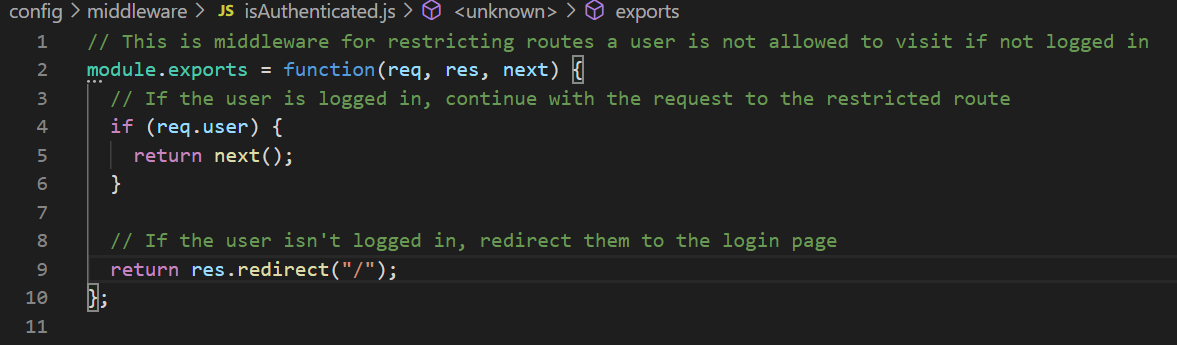 config > middleware > JS isAuthenticated.js > <unknown> > exports
1 // This is middleware for restricting routes a user is not allowed to visit if not logged in
2 module.exports = function(req, res, next) {
3 // If the user is logged in, continue with the request to the restricted route
4 if (req.user) {
5 return next();
6 }
7
8 // If the user isn't logged in, redirect them to the login page
9 return res.redirect("/");
10 };
11